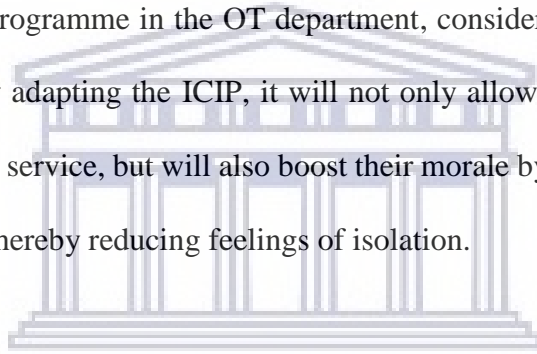 rogramme in the OT department, consider
adapting the ICIP, it will not only allow
service, but will also boost their morale by
hereby reducing feelings of isolation.